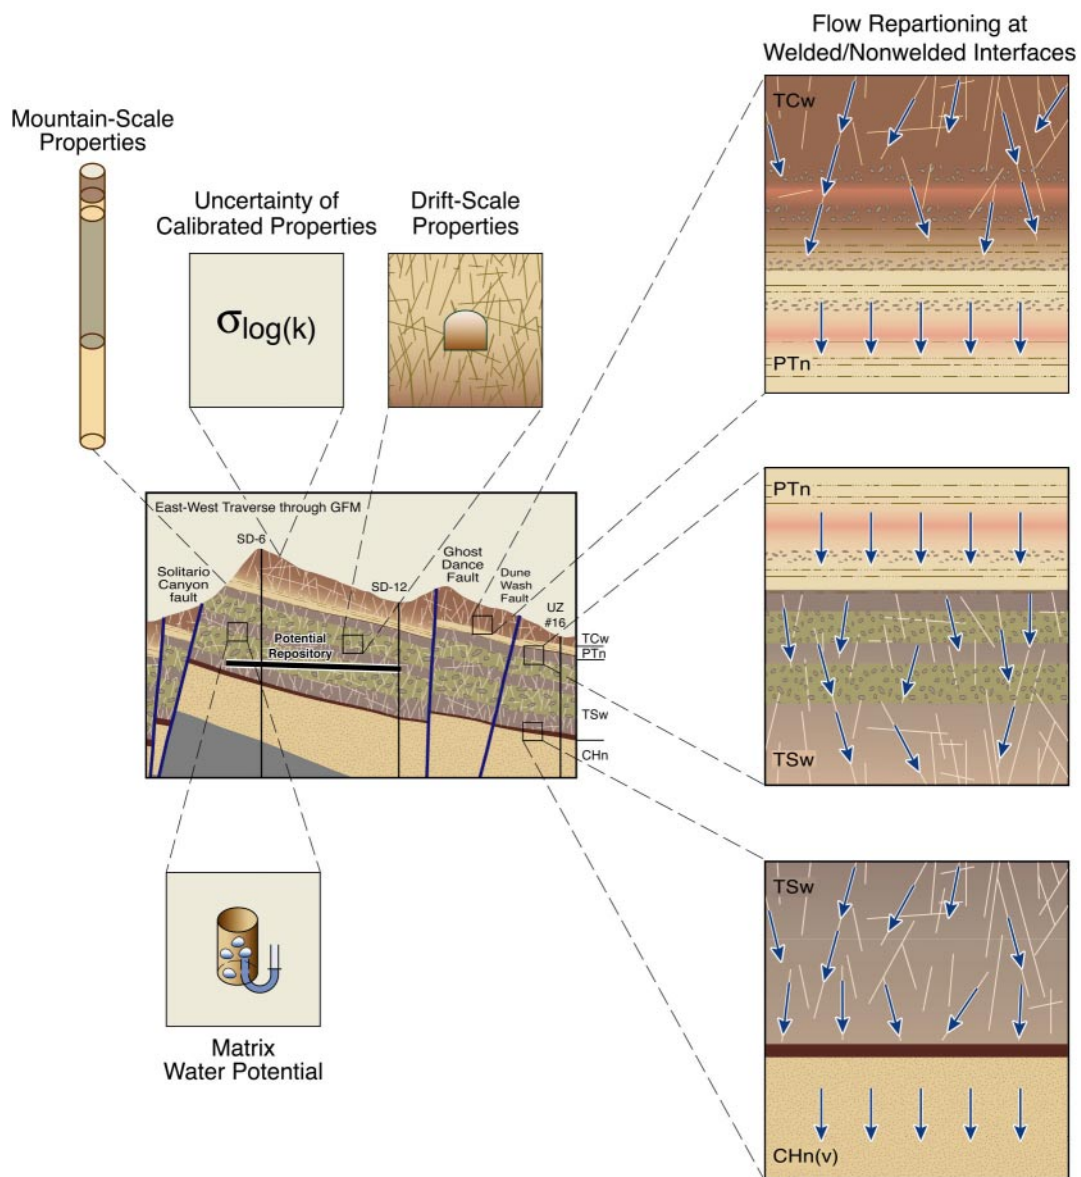 Flow Repartioning at
Welded/Nonwelded Interfaces
TCw
PTn
Mountain-Scale
Properties
Uncertainty of
Calibrated Properties
σlog(k)
Drift-Scale
Properties
PTn
TSw
East-West Traverse through GFM
SD-6
Solitario
Canyon
fault
SD-12
Ghost
Dance
Fault
Dune
Wash
Fault
UZ
#16
Potential
Repository
TCw
PTn
TSw
CHn
TSw
CHn(v)
Matrix
Water Potential